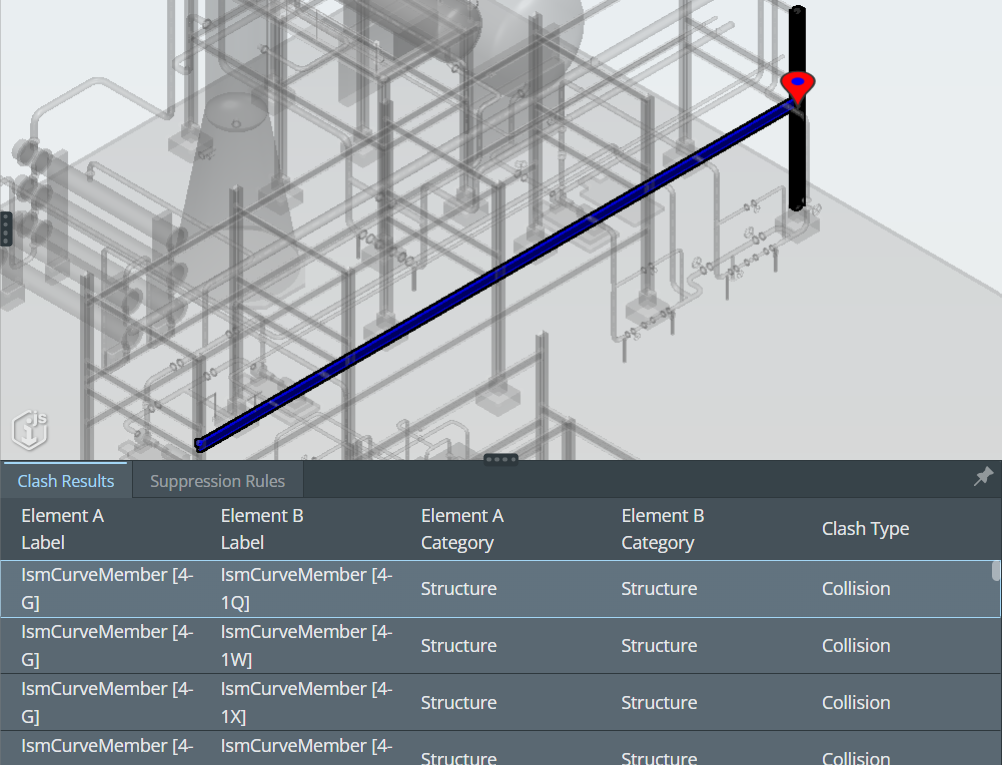 js
Clash Results
Suppression Rules
Element A Label
Element B Label
Element A Category
Element B Category
Clash Type
IsmCurveMember [4-G]
IsmCurveMember [4-1Q]
Structure
Structure
Collision
IsmCurveMember [4-G]
IsmCurveMember [4-1W]
Structure
Structure
Collision
IsmCurveMember [4-G]
IsmCurveMember [4-1X]
Structure
Structure
Collision
IsmCurveMember [4-
IsmCurveMember [4-
Structure
Structure
Collision